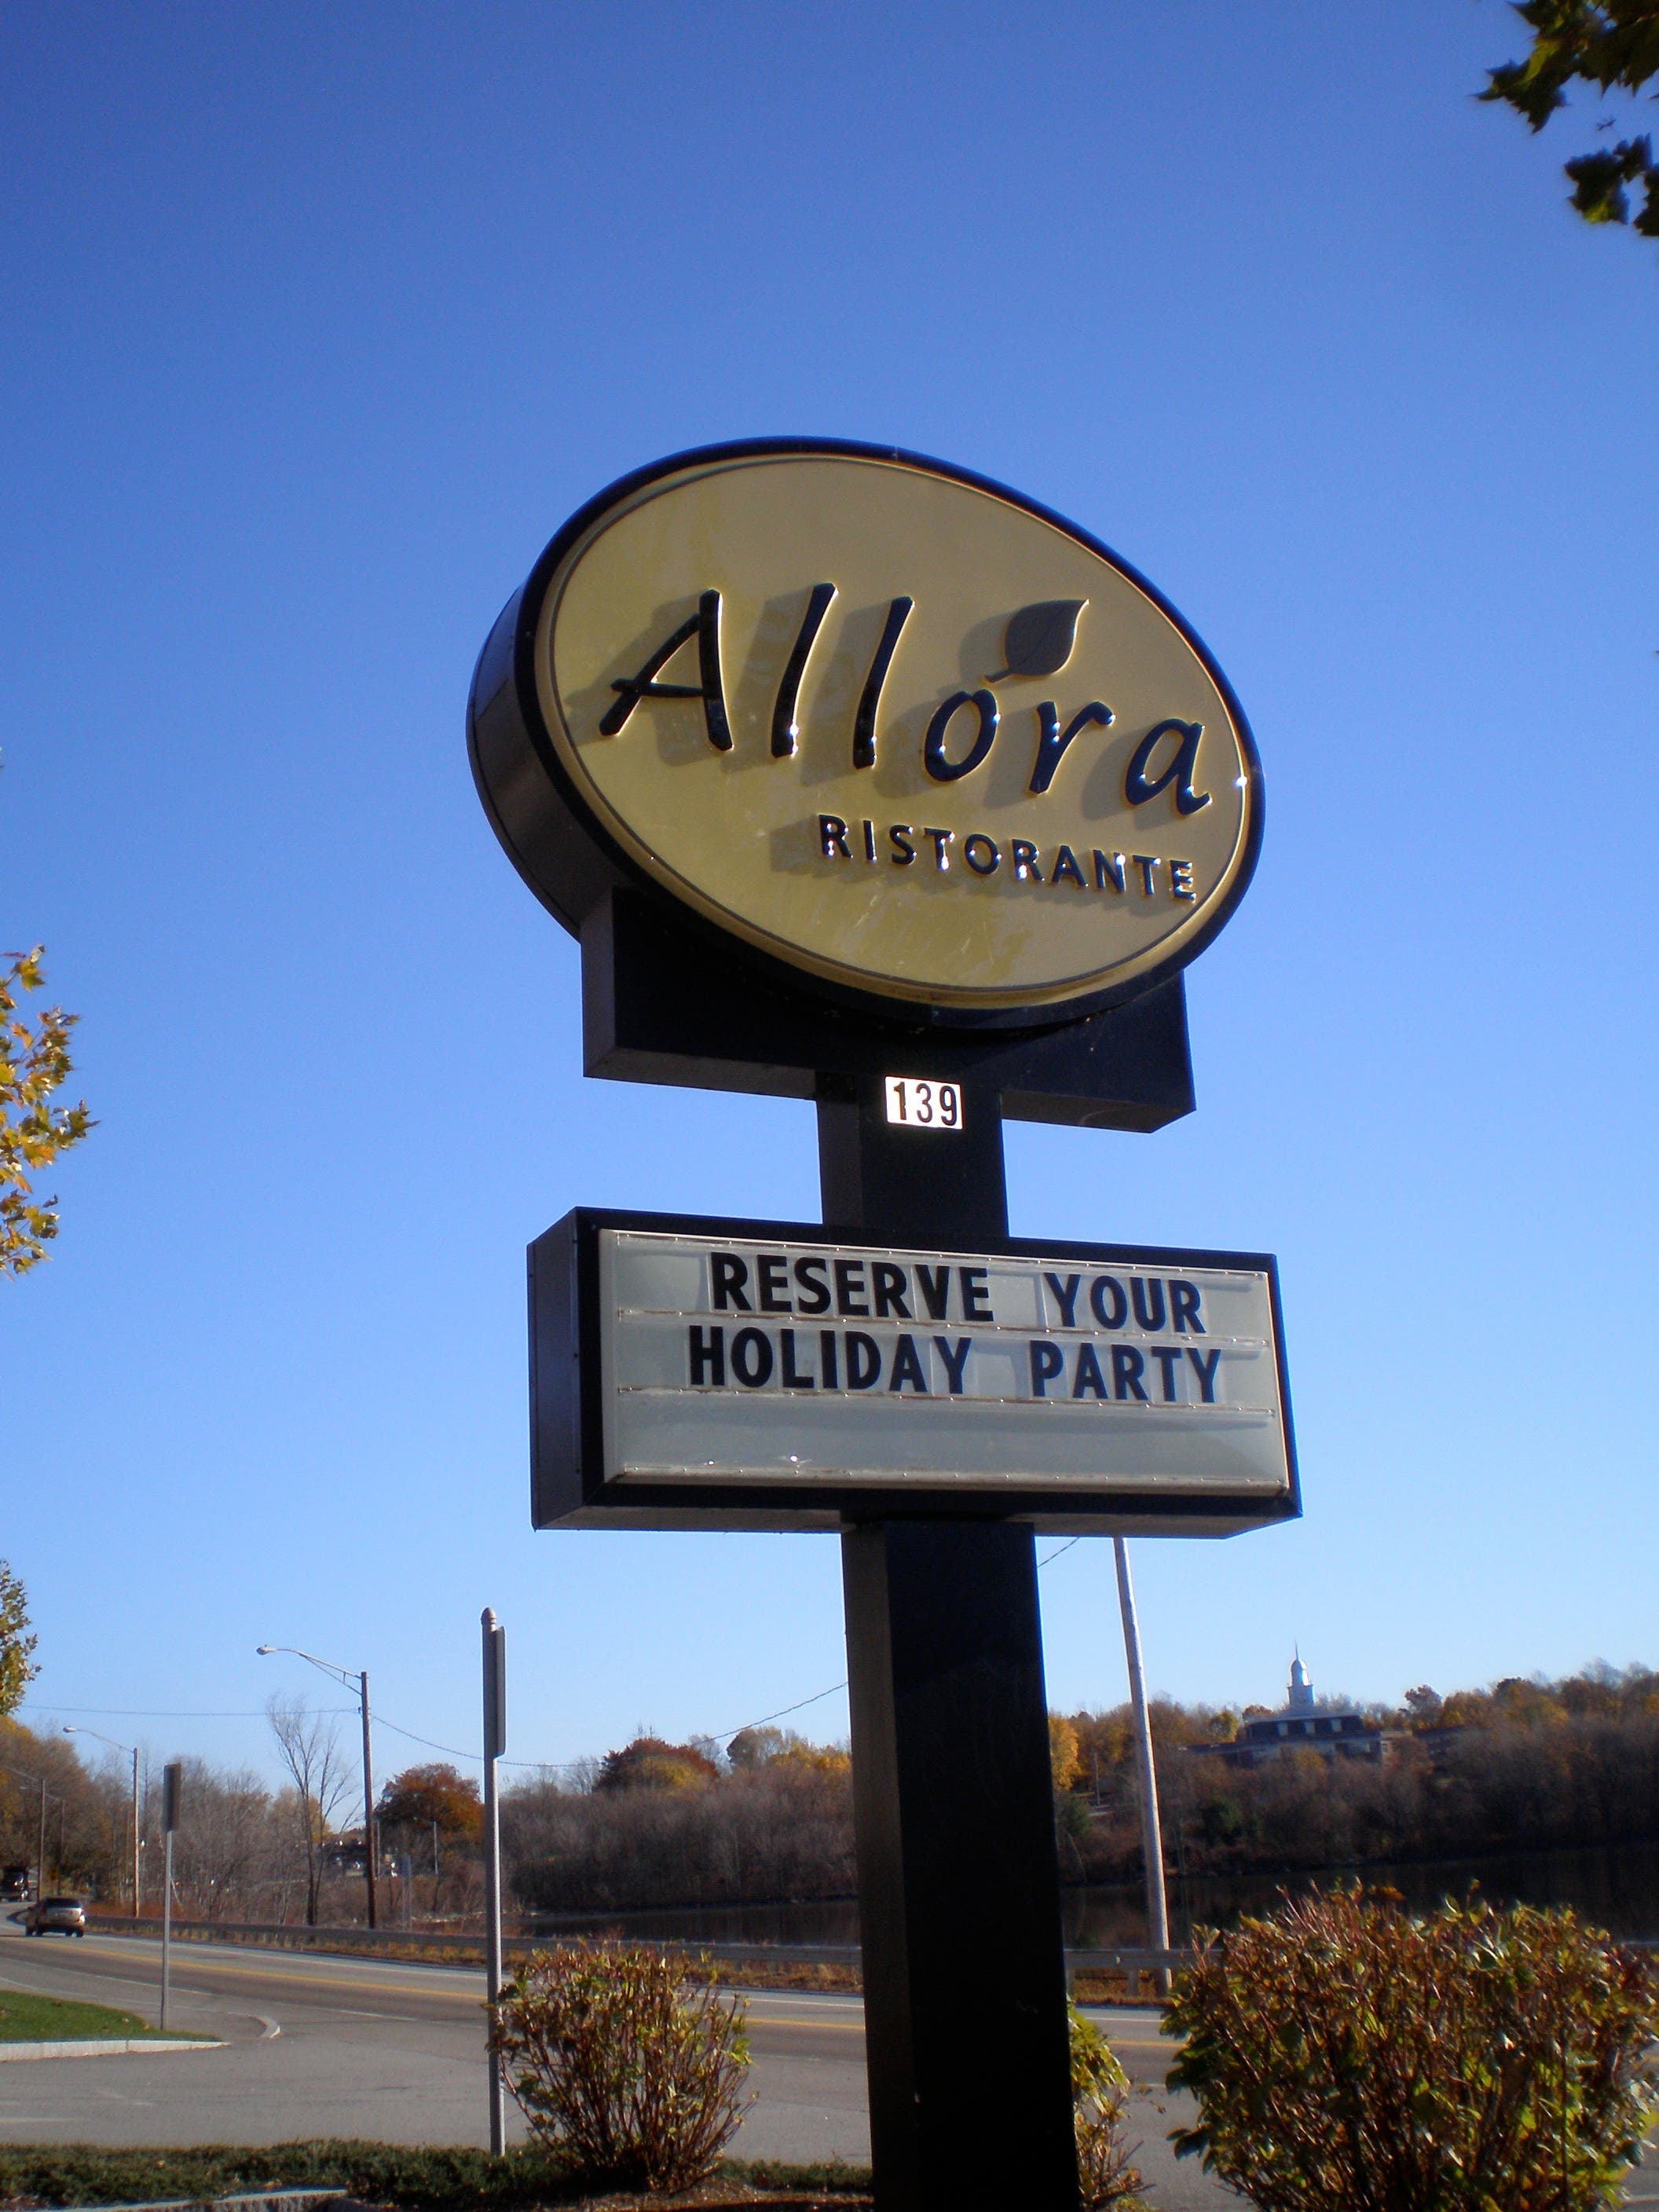 Allora
RISTORANTE
139
RESERVE YOUR
HOLIDAY PARTY